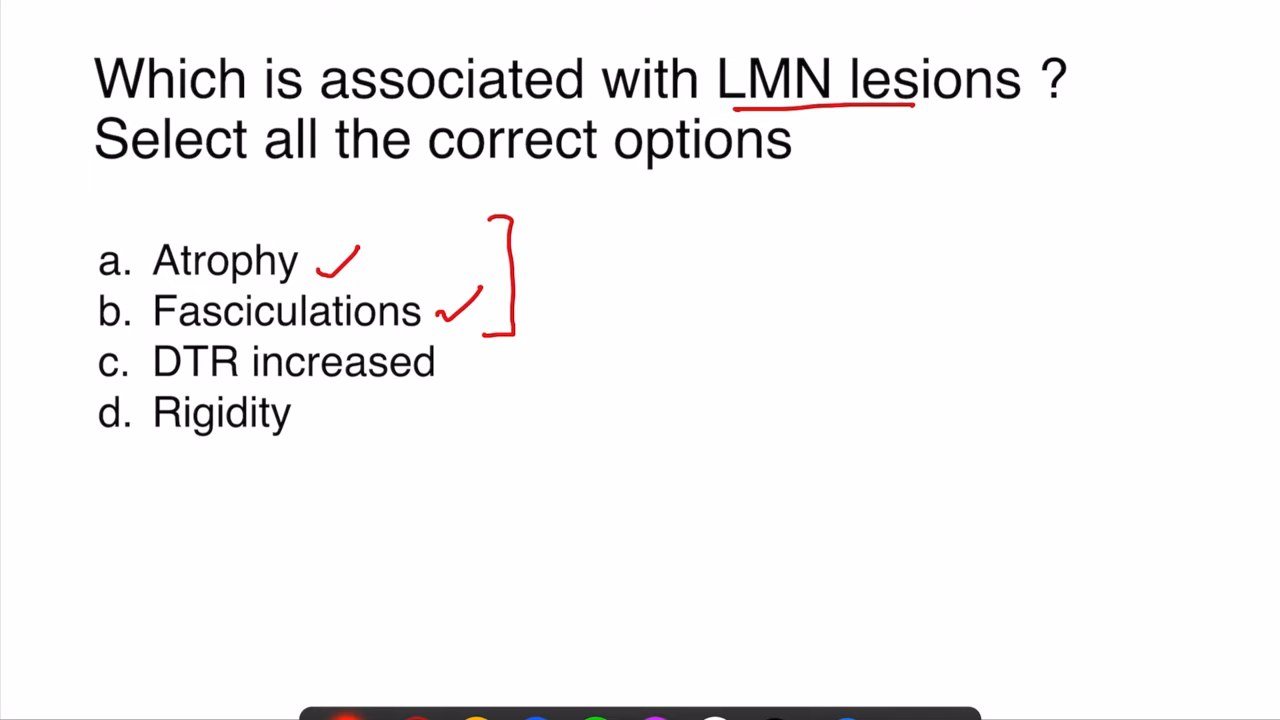 Which is associated with LMN lesions ?
Select all the correct options
a. Atrophy
b. Fasciculations
c. DTR increased
d. Rigidity